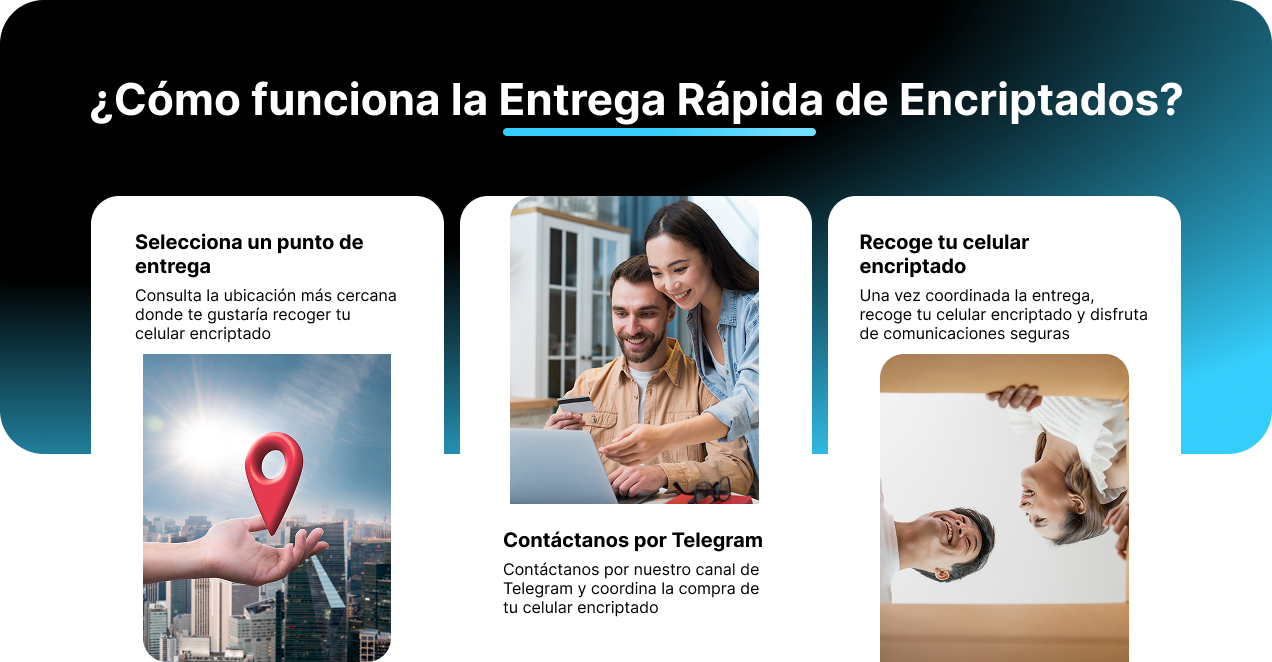 ¿Cómo funciona la Entrega Rápida de Encriptados?
Selecciona un punto de
entrega
Consulta la ubicación más cercana
donde te gustaría recoger tu
celular encriptado
Contáctanos por Telegram
Contáctanos por nuestro canal de
Telegram y coordina la compra de
tu celular encriptado
Recoge tu celular
encriptado
Una vez coordinada la entrega,
recoge tu celular encriptado y disfruta
de comunicaciones seguras